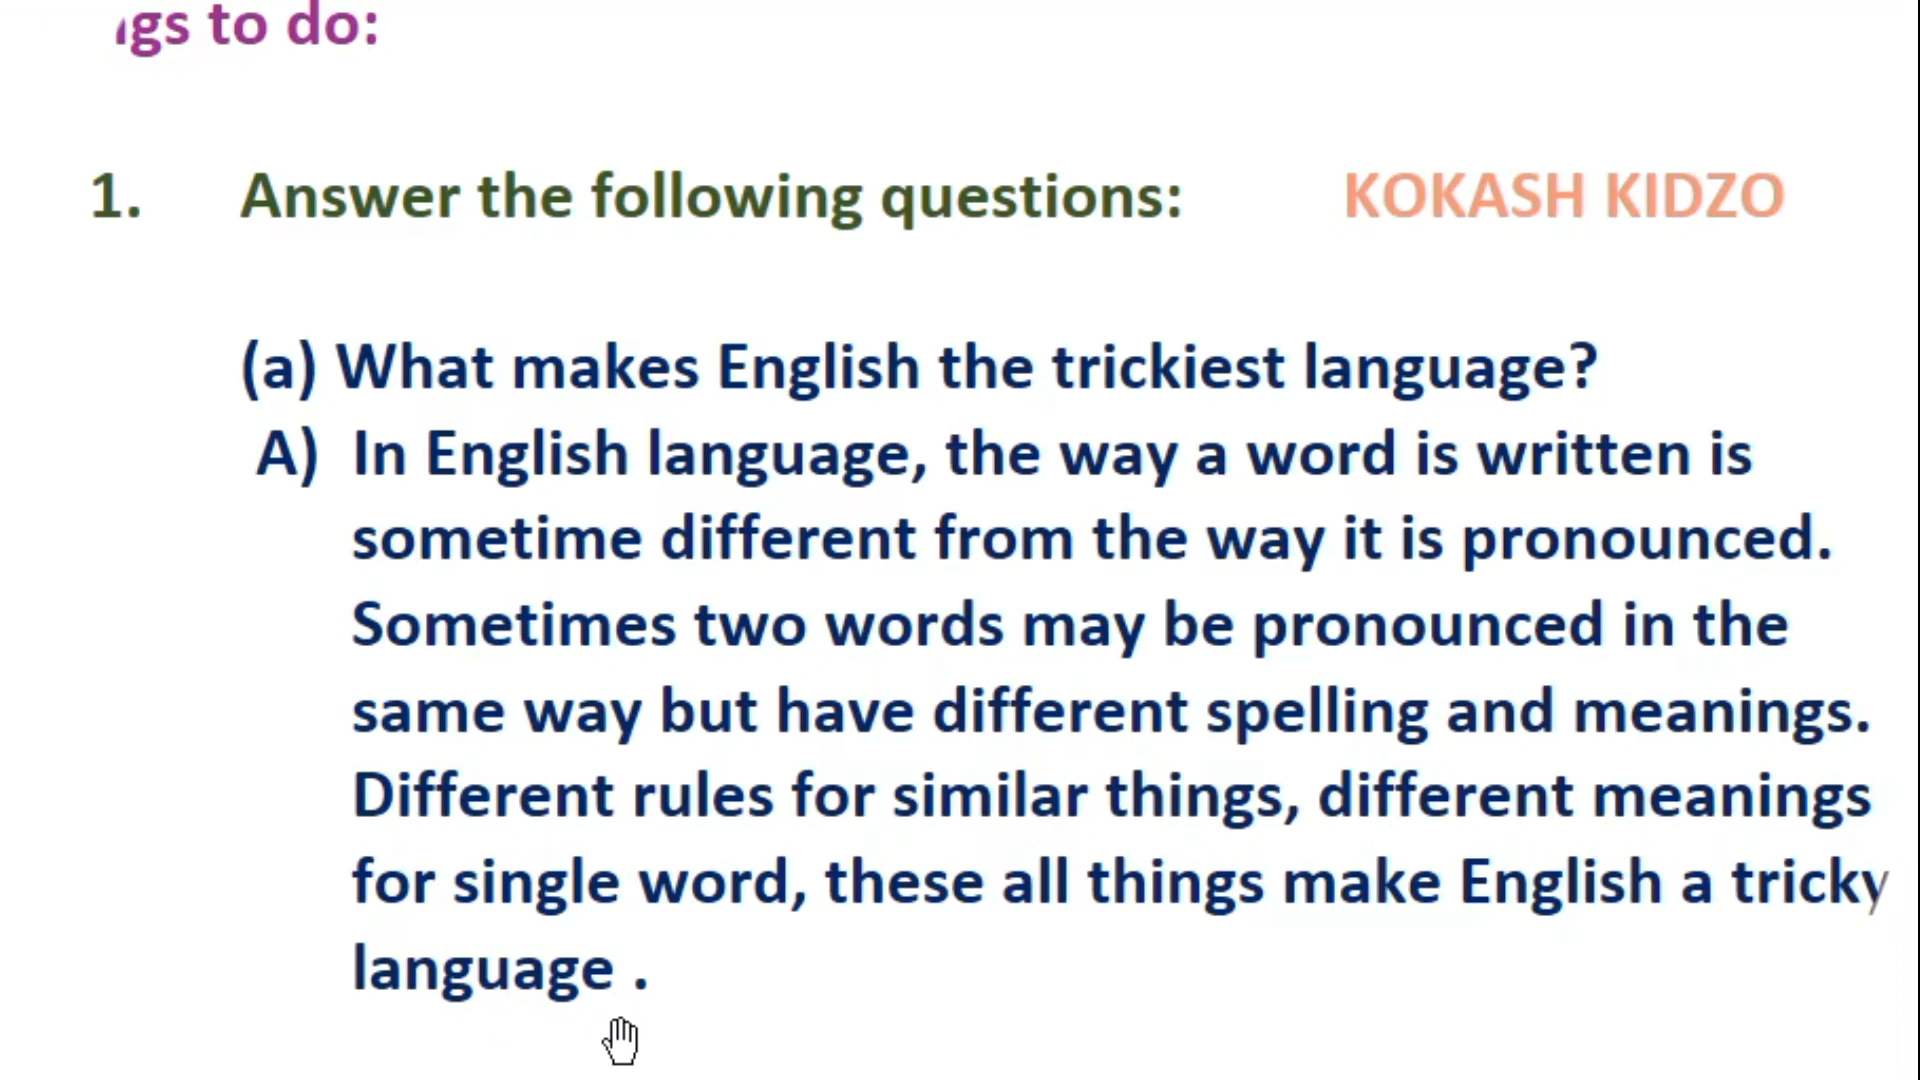 to do:
1. Answer the following questions: KOKASH KIDZO
(a) What makes English the trickiest language?
A) In English language, the way a word is written is
sometime different from the way it is pronounced.
Sometimes two words may be pronounced in the
same way but have different spelling and meanings.
Different rules for similar things, different meanings
for single word, these all things make English a tricky
language .